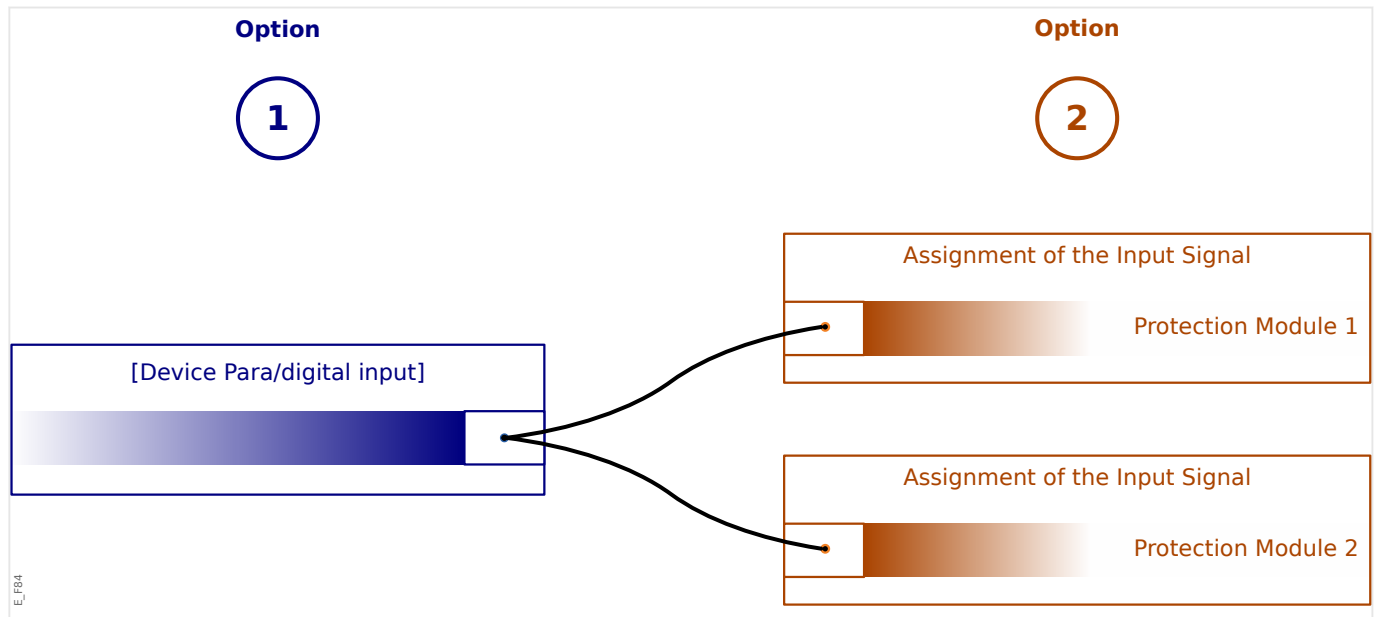 Option
1
[Device Para/digital input]
Option
2
Assignment of the Input Signal
Protection Module 1
Assignment of the Input Signal
Protection Module 2
E_F84